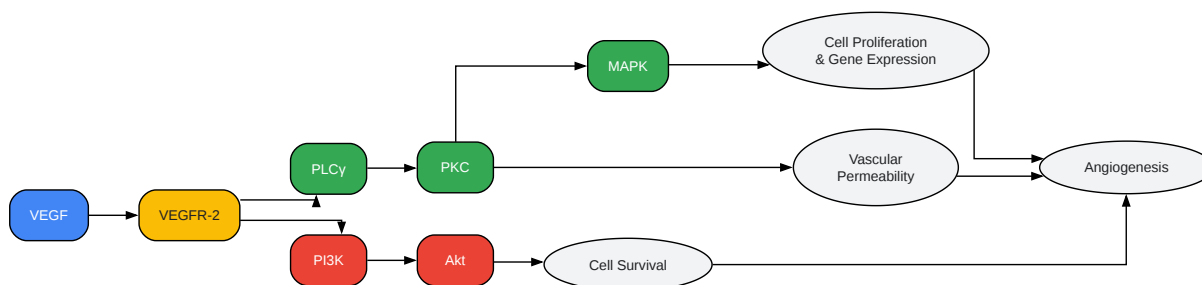 VEGF
VEGFR-2
PLCγ
PKC
MAPK
Cell Proliferation
& Gene Expression
Vascular
Permeability
PI3K
Akt
Cell Survival
Angiogenesis